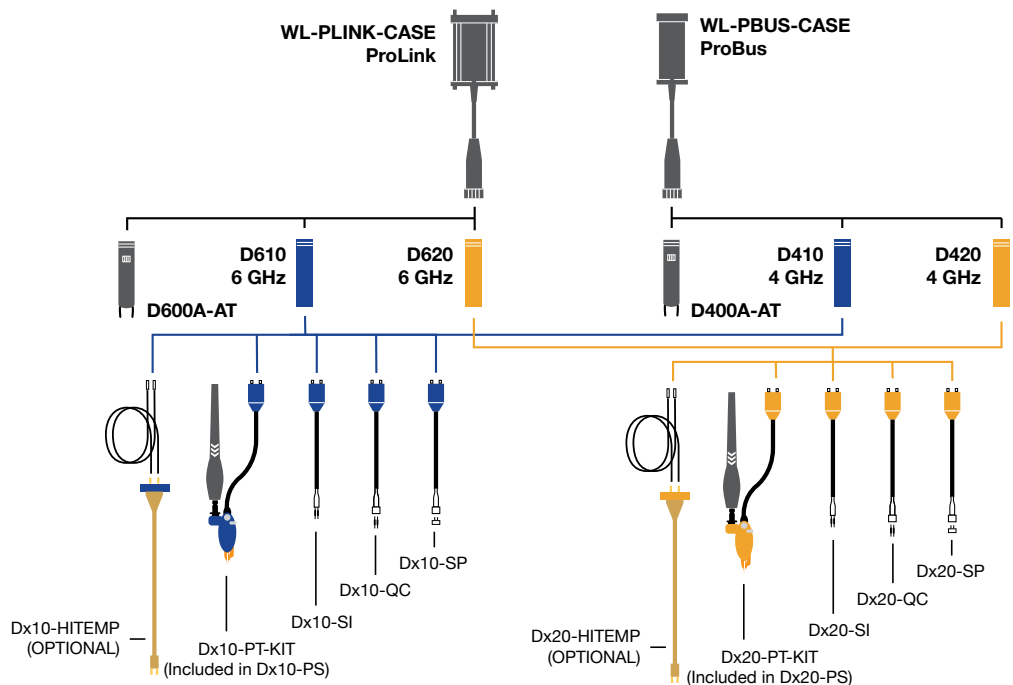 WL-PLINK-CASE
ProLink
WL-PBUS-CASE
ProBus
D610
6 GHz
D620
6 GHz
D410
4 GHz
D420
4 GHz
D600A-AT
D400A-AT
Dx10-SP
Dx10-QC
Dx10-SI
Dx10-HITEMP
(OPTIONAL)
Dx10-PT-KIT
(Included in Dx10-PS)
Dx20-SP
Dx20-QC
Dx20-SI
Dx20-HITEMP
(OPTIONAL)
Dx20-PT-KIT
(Included in Dx20-PS)